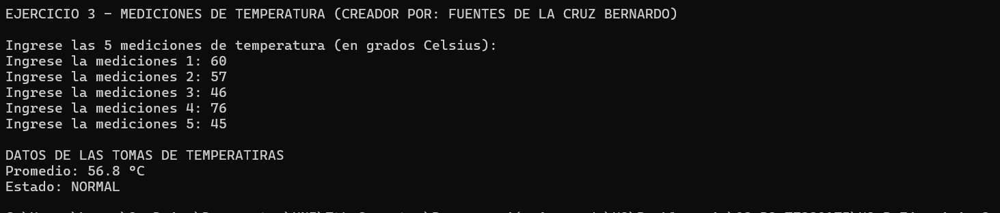 EJERCICIO 3 - MEDICIONES DE TEMPERATURA (CREADOR POR: FUENTES DE LA CRUZ BERNARDO)
Ingrese las 5 mediciones de temperatura (en grados Celsius):
Ingrese la mediciones 1: 60
Ingrese la mediciones 2: 57
Ingrese la mediciones 3: 46
Ingrese la mediciones 4: 76
Ingrese la mediciones 5: 45
DATOS DE LAS TOMAS DE TEMPERATIRAS
Promedio: 56.8 °C
Estado: NORMAL